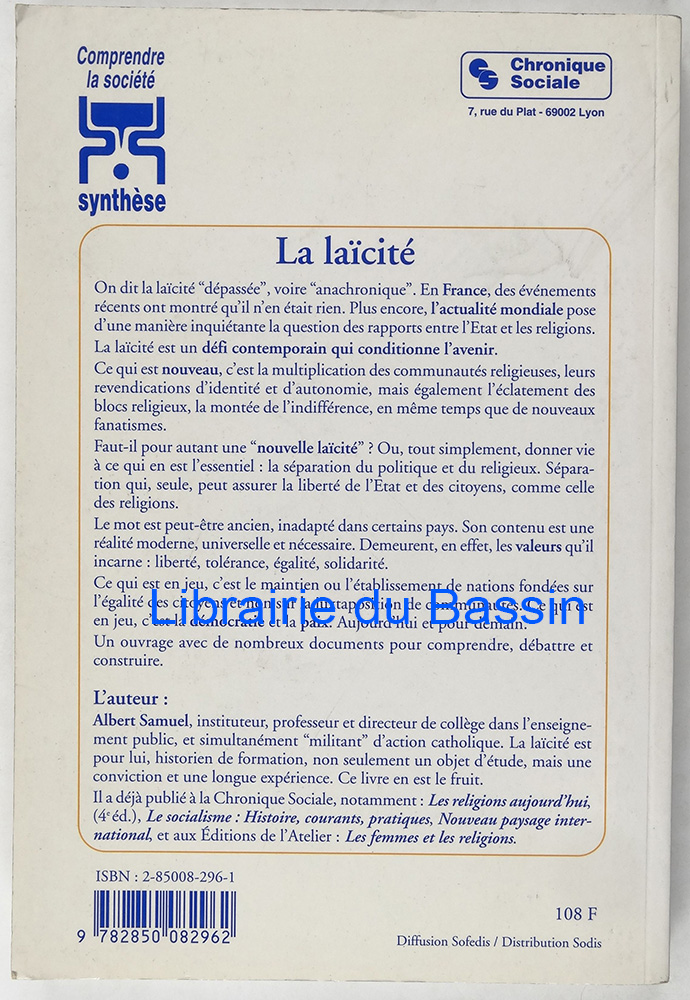 Comprendre
la société
synthèse
Chronique
Sociale
7, rue du Plat - 69002 Lyon
La laïcité
On dit la laïcité “dépassée”, voire “anachronique”. En France, des événements
récents ont montré qu’il n’en était rien. Plus encore, l’actualité mondiale pose
d’une manière inquiétante la question des rapports entre l’Etat et les religions.
La laïcité est un défi contemporain qui conditionne l’avenir.
Ce qui est nouveau, c’est la multiplication des communautés religieuses, leurs
revendications d’identité et d’autonomie, mais également l’éclatement des
blocs religieux, la montée de l’indifférence, en même temps que de nouveaux
fanatismes.
Faut-il pour autant une “nouvelle laïcité” ? Ou, tout simplement, donner vie
à ce qui en est l’essentiel : la séparation du politique et du religieux. Sépara-
tion qui, seule, peut assurer la liberté de l’Etat et des citoyens, comme celle
des religions.
Le mot est peut-être ancien, inadapté dans certains pays. Son contenu est une
réalité moderne, universelle et nécessaire. Demeurent, en effet, les valeurs qu’il
incarne : liberté, tolérance, égalité, solidarité.
Ce qui est en jeu, c’est le maintien ou l’établissement de nations fondées sur
l’égalité des citoyens et non sur la juxtaposition de communautés. Ce qui est
en jeu, c’est la démocratie et la paix. Aujourd’hui et pour demain.
Librairie du Bassin
Un ouvrage avec de nombreux documents pour comprendre, débattre et
construire.
L’auteur :
Albert Samuel, instituteur, professeur et directeur de collège dans l’enseigne-
ment public, et simultanément “militant” d’action catholique. La laïcité est
pour lui, historien de formation, non seulement un objet d’étude, mais une
conviction et une longue expérience. Ce livre en est le fruit.
Il a déjà publié à la Chronique Sociale, notamment : Les religions aujourd’hui,
(4e éd.), Le socialisme : Histoire, courants, pratiques, Nouveau paysage inter-
national, et aux Éditions de l’Atelier : Les femmes et les religions.
ISBN : 2-85008-296-1
9 782850 082962
108 F
Diffusion Sofedis / Distribution Sodis